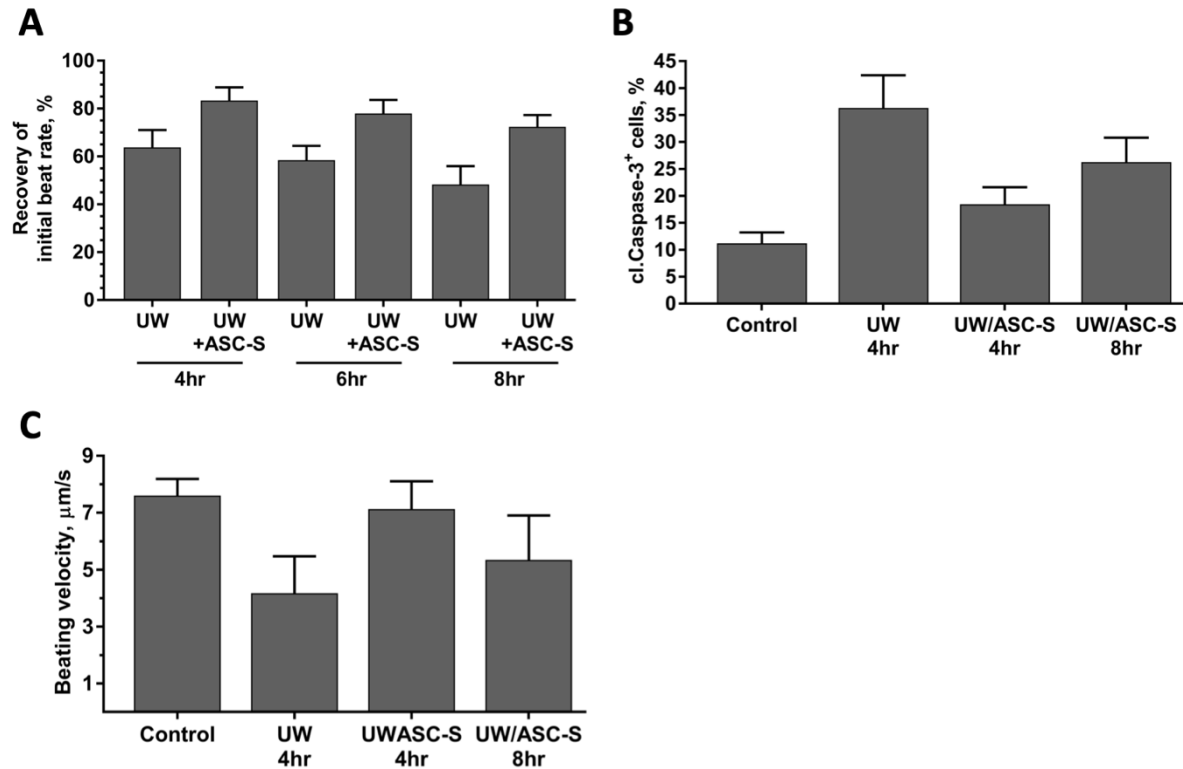 A
Recovery of
initial beat rate, %
100
80
60
40
20
0
UW UW UW UW UW UW
+ASC-S +ASC-S +ASC-S
4hr 6hr 8hr
B
cl.Caspase-3⁺ cells, %
45
40
35
30
25
20
15
10
5
0
Control UW UW/ASC-S UW/ASC-S
4hr 4hr 8hr
C
Beating velocity, µm/s
9
7
5
3
1
Control UW UWASC-S UW/ASC-S
4hr 4hr 8hr